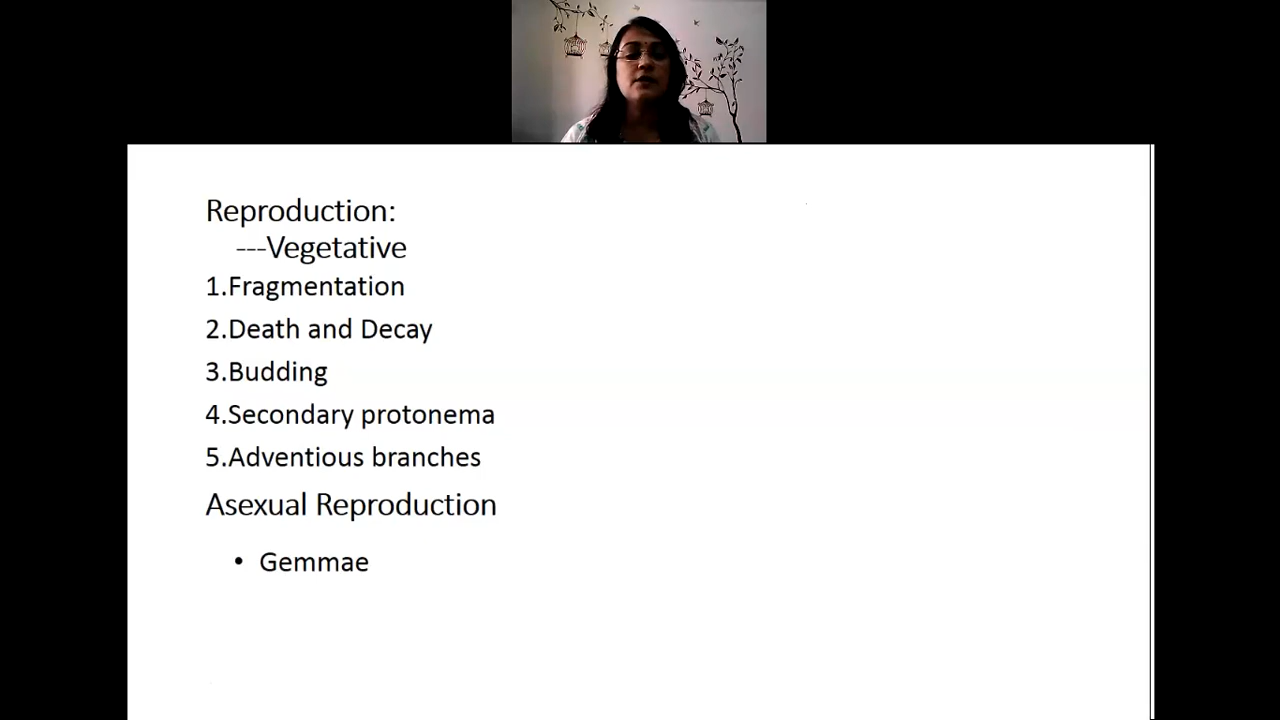 Reproduction:
---Vegetative
1.Fragmentation
2.Death and Decay
3.Budding
4.Secondary protonema
5.Adventious branches
Asexual Reproduction
• Gemmae